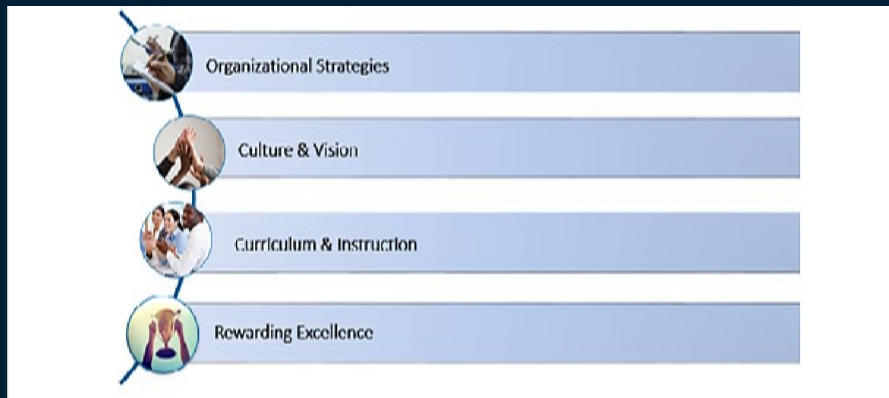 Organizational Strategies
Culture & Vision
Curriculum & Instruction
Rewarding Excellence